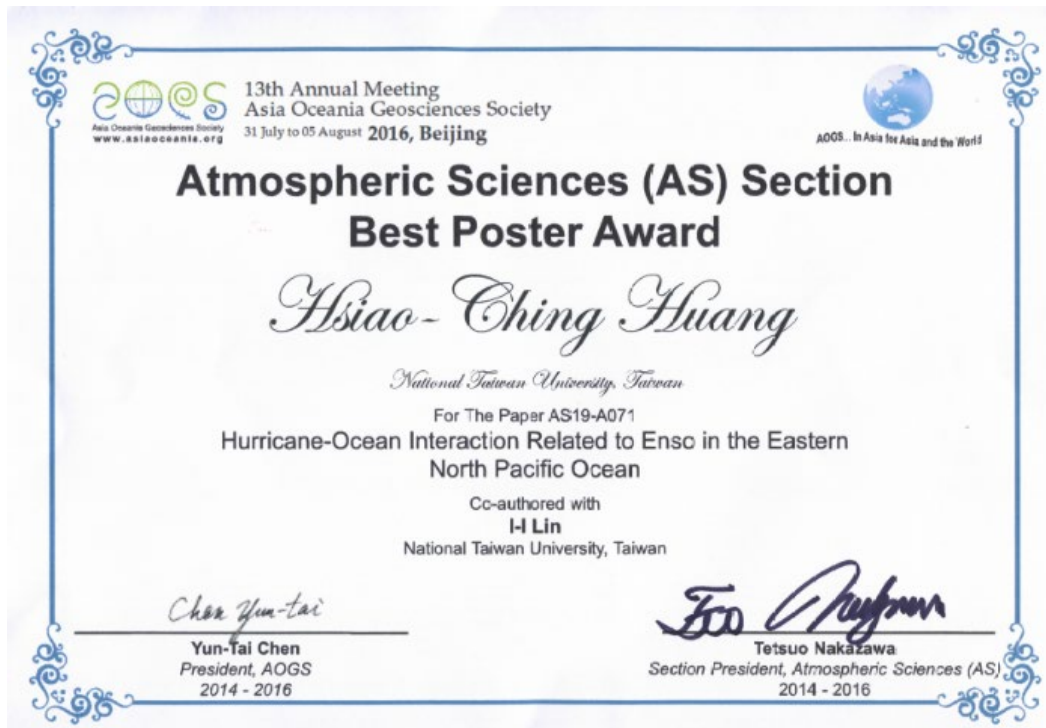 AOGS
Asia Oceania Geosciences Society
www.asiaoceania.org
13th Annual Meeting
Asia Oceania Geosciences Society
31 July to 05 August 2016, Beijing
AOGS... In Asia for Asia and the World
Atmospheric Sciences (AS) Section
Best Poster Award
Hsiao-Ching Huang
National Taiwan University, Taiwan
For The Paper AS19-A071
Hurricane-Ocean Interaction Related to Enso in the Eastern
North Pacific Ocean
Co-authored with
I-I Lin
National Taiwan University, Taiwan
Chen Yun-tai
Yun-Tai Chen
President, AOGS
2014 - 2016
Tetsuo Nakazawa
Section President, Atmospheric Sciences (AS)
2014 - 2016